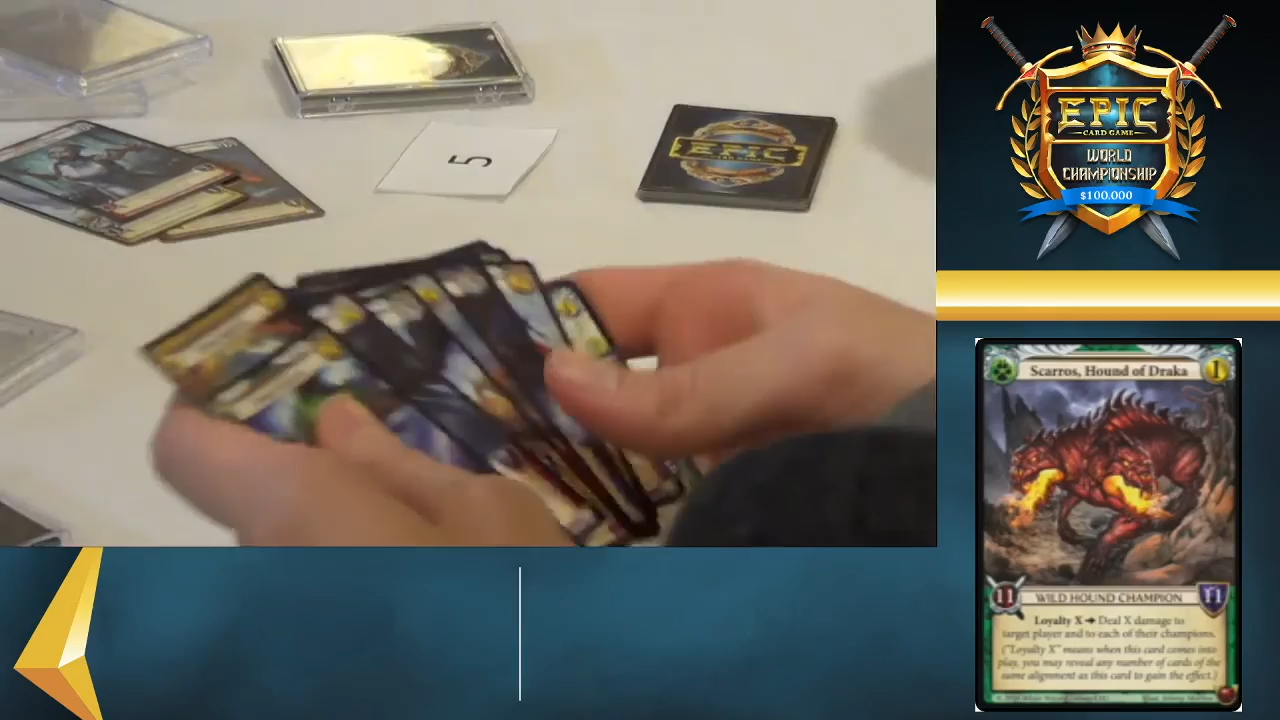 5
EPIC
EPIC
CARD GAME
WORLD
CHAMPIONSHIP
$100.000
Scarros, Hound of Draka
1
11
WILD HOUND CHAMPION
11
Loyalty X ➔ Deal X damage to
target player and to each of their champions.
("Loyalty X" means when this card comes into
play, you may reveal any number of cards of the
same alignment as this card to gain the effect.)